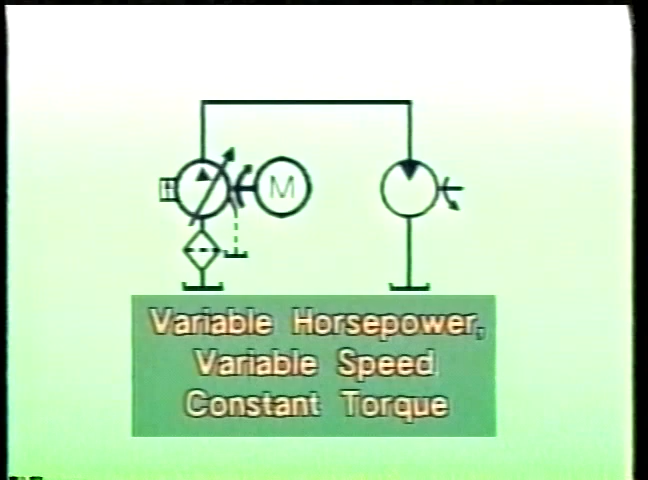 M
Variable Horsepower,
Variable Speed
Constant Torque